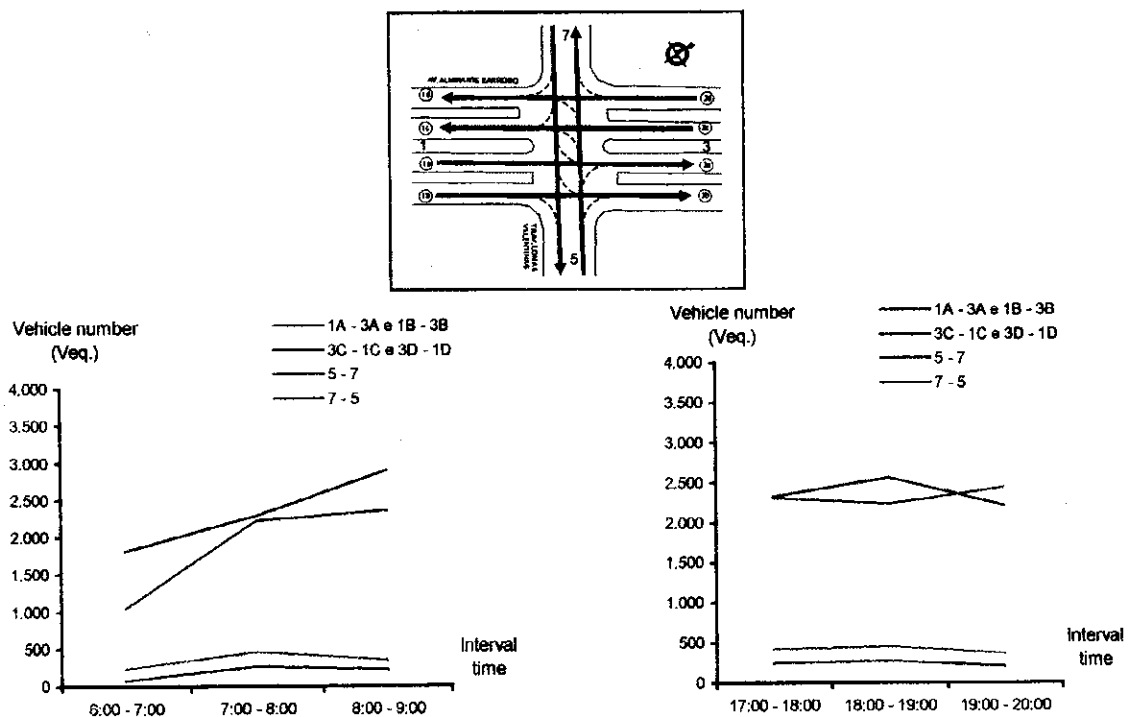 7
AV. ALMIRANTE BARROSO
1
3
5
Vehicle number
(Veq.)
1A - 3A e 1B - 3B
3C - 1C e 3D - 1D
5 - 7
7 - 5
4.000
3.500
3.000
2.500
2.000
1.500
1.000
500
0
6:00 - 7:00
7:00 - 8:00
8:00 - 9:00
Interval
time
Vehicle number
(Veq.)
1A - 3A e 1B - 3B
3C - 1C e 3D - 1D
5 - 7
7 - 5
4.000
3.500
3.000
2.500
2.000
1.500
1.000
500
0
17:00 - 18:00
18:00 - 19:00
19:00 - 20:00
Interval
time